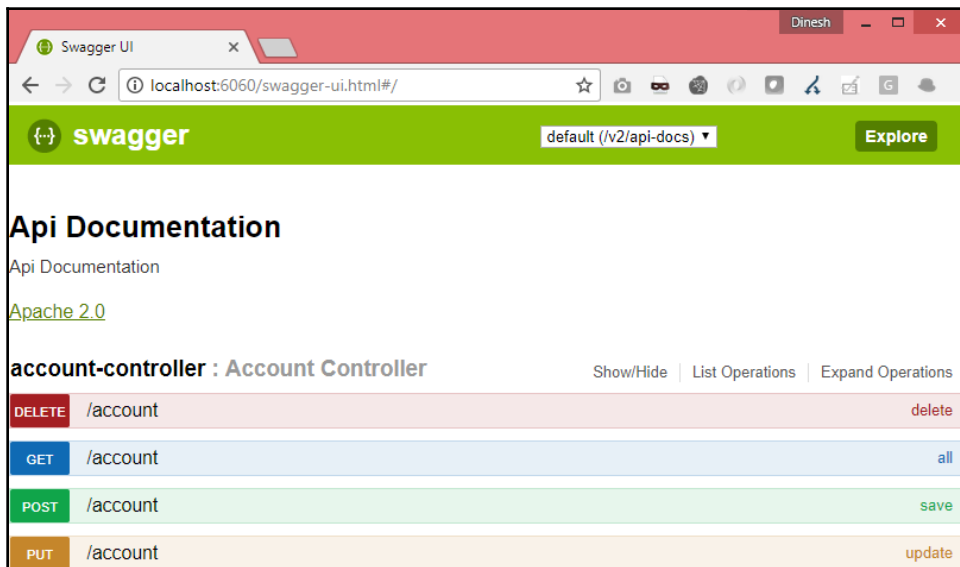 Dinesh
Swagger UI
localhost:6060/swagger-ui.html#/
G
{··} swagger default (/v2/api-docs) Explore
Api Documentation
Api Documentation
Apache 2.0
account-controller : Account Controller Show/Hide List Operations Expand Operations
DELETE /account delete
GET /account all
POST /account save
PUT /account update